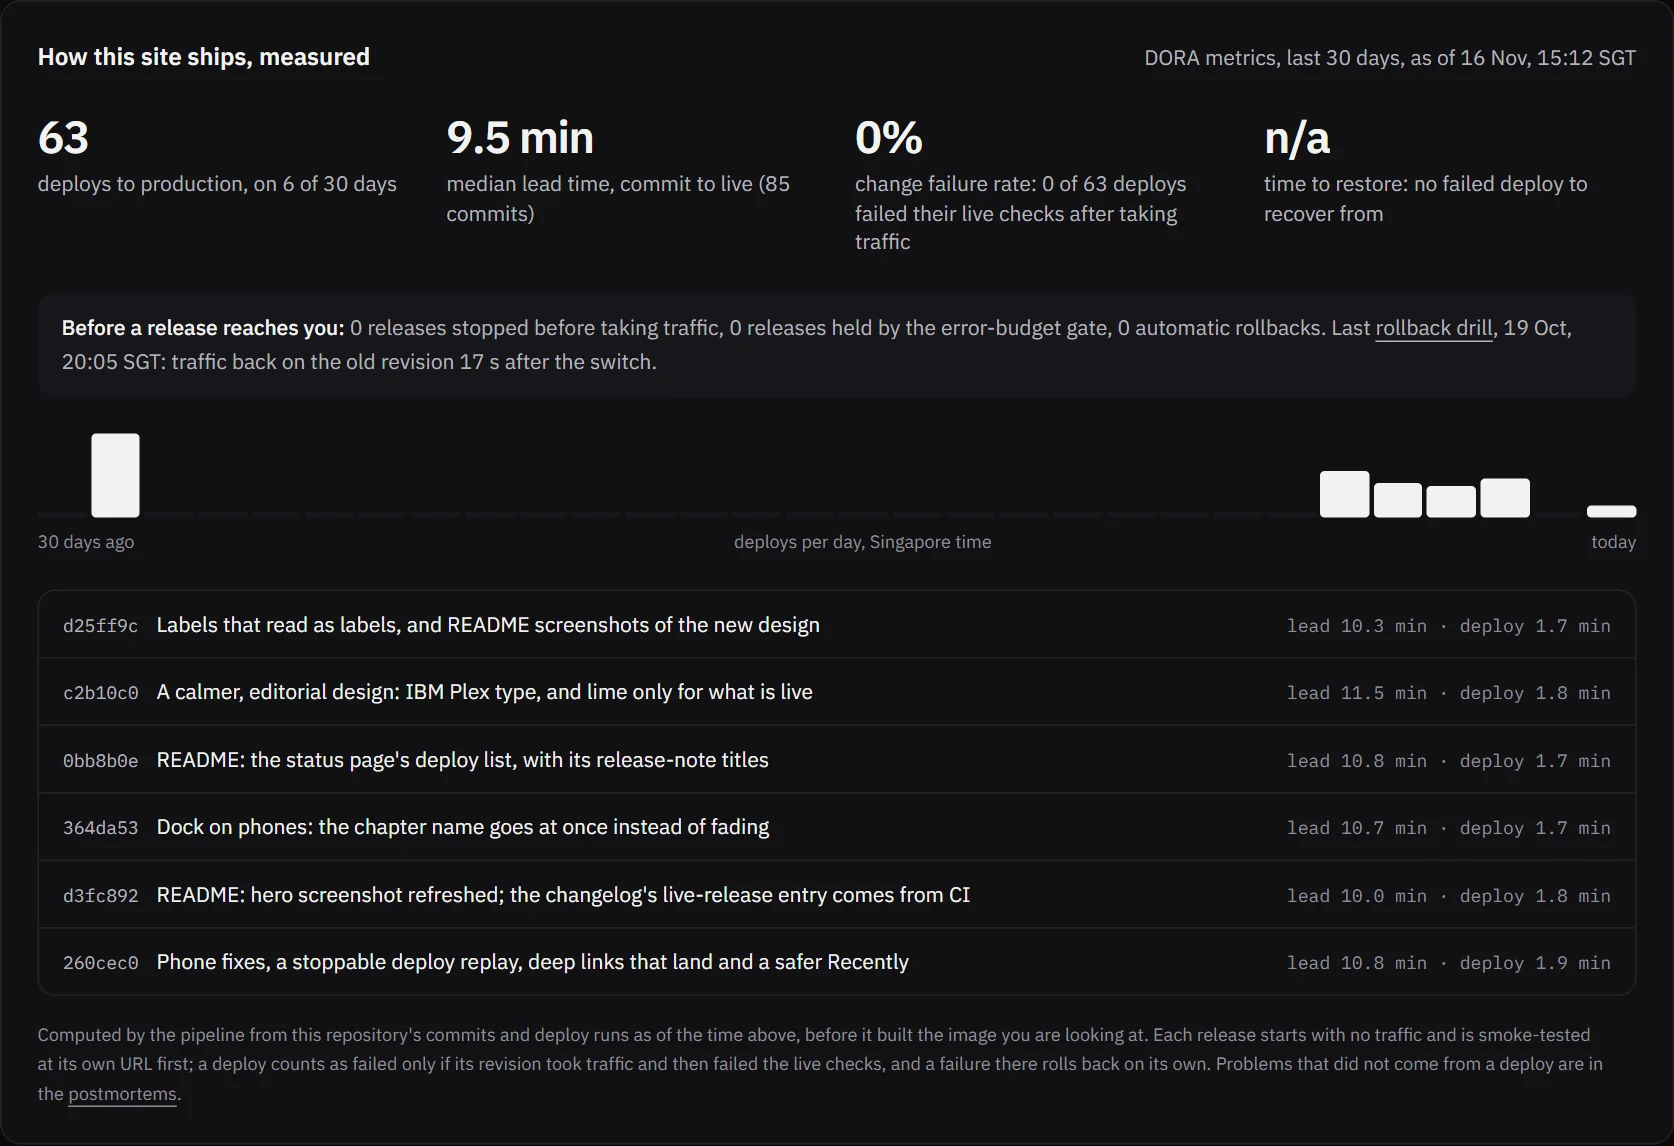 How this site ships, measured
DORA metrics, last 30 days, as of 16 Nov, 15:12 SGT
63
deploys to production, on 6 of 30 days
9.5 min
median lead time, commit to live (85
commits)
0%
change failure rate: 0 of 63 deploys
failed their live checks after taking
traffic
n/a
time to restore: no failed deploy to
recover from
Before a release reaches you: 0 releases stopped before taking traffic, 0 releases held by the error-budget gate, 0 automatic rollbacks. Last rollback drill, 19 Oct,
20:05 SGT: traffic back on the old revision 17 s after the switch.
30 days ago
deploys per day, Singapore time
today
d25ff9c Labels that read as labels, and README screenshots of the new design lead 10.3 min · deploy 1.7 min
c2b10c0 A calmer, editorial design: IBM Plex type, and lime only for what is live lead 11.5 min · deploy 1.8 min
0bb8b0e README: the status page's deploy list, with its release-note titles lead 10.8 min · deploy 1.7 min
364da53 Dock on phones: the chapter name goes at once instead of fading lead 10.7 min · deploy 1.7 min
d3fc892 README: hero screenshot refreshed; the changelog's live-release entry comes from CI lead 10.0 min · deploy 1.8 min
260cec0 Phone fixes, a stoppable deploy replay, deep links that land and a safer Recently lead 10.8 min · deploy 1.9 min
Computed by the pipeline from this repository's commits and deploy runs as of the time above, before it built the image you are looking at. Each release starts with no traffic and is smoke-tested
at its own URL first; a deploy counts as failed only if its revision took traffic and then failed the live checks, and a failure there rolls back on its own. Problems that did not come from a deploy are in
the postmortems.